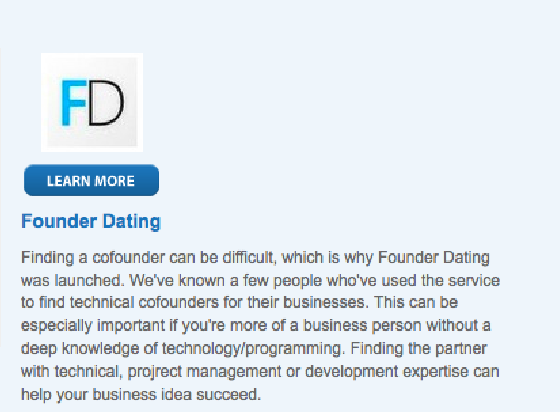 FD
LEARN MORE
Founder Dating
Finding a cofounder can be difficult, which is why Founder Dating
was launched. We've known a few people who've used the service
to find technical cofounders for their businesses. This can be
especially important if you're more of a business person without a
deep knowledge of technology/programming. Finding the partner
with technical, projrect management or development expertise can
help your business idea succeed.